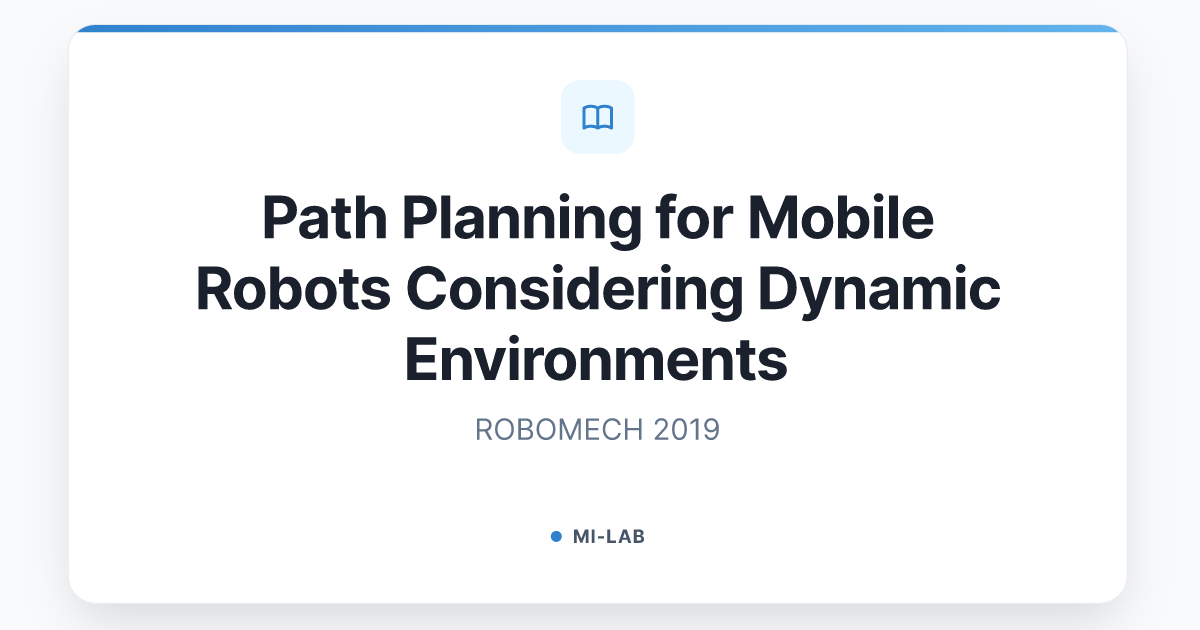 Path Planning for Mobile
Robots Considering Dynamic
Environments
ROBOMECH 2019
MI-LAB